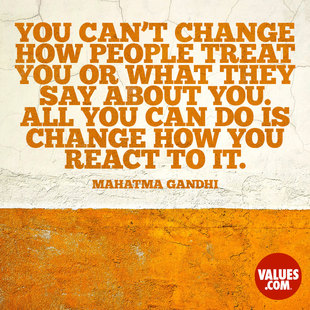 YOU CAN'T CHANGE
HOW PEOPLE TREAT
YOU OR WHAT THEY
SAY ABOUT YOU.
ALL YOU CAN DO IS
CHANGE HOW YOU
REACT TO IT.
MAHATMA GANDHI
VALUES
.COM